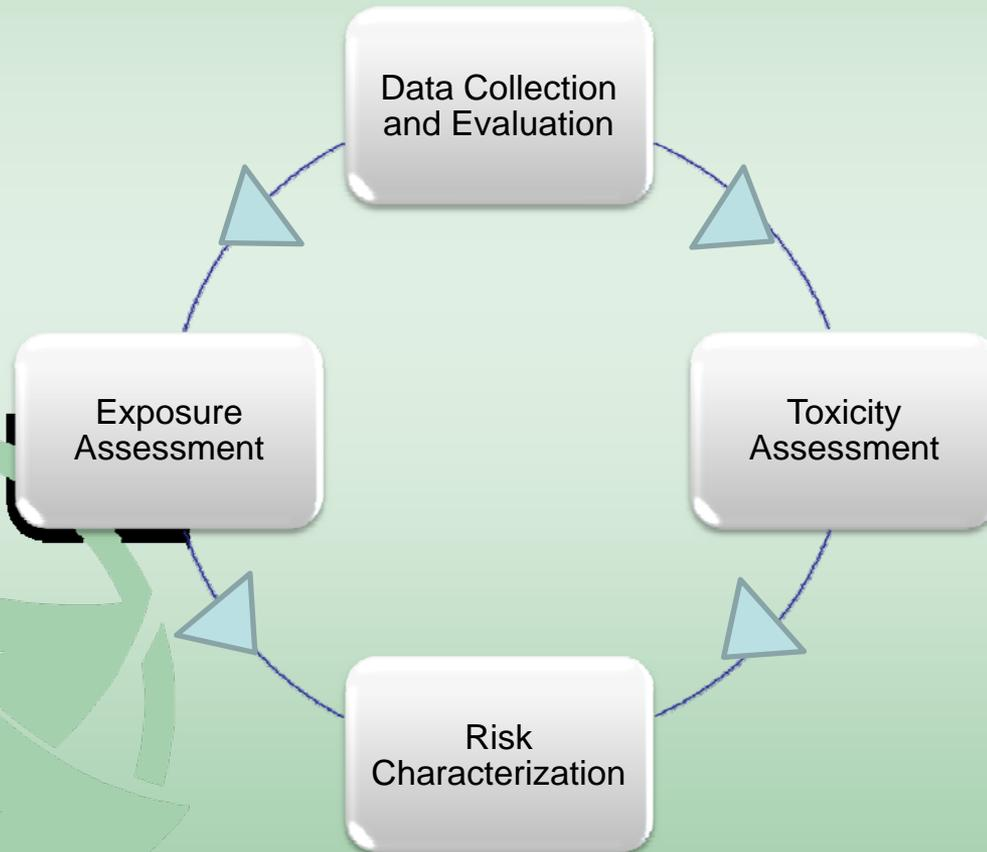 Data Collection
and Evaluation
Exposure
Assessment
Toxicity
Assessment
Risk
Characterization